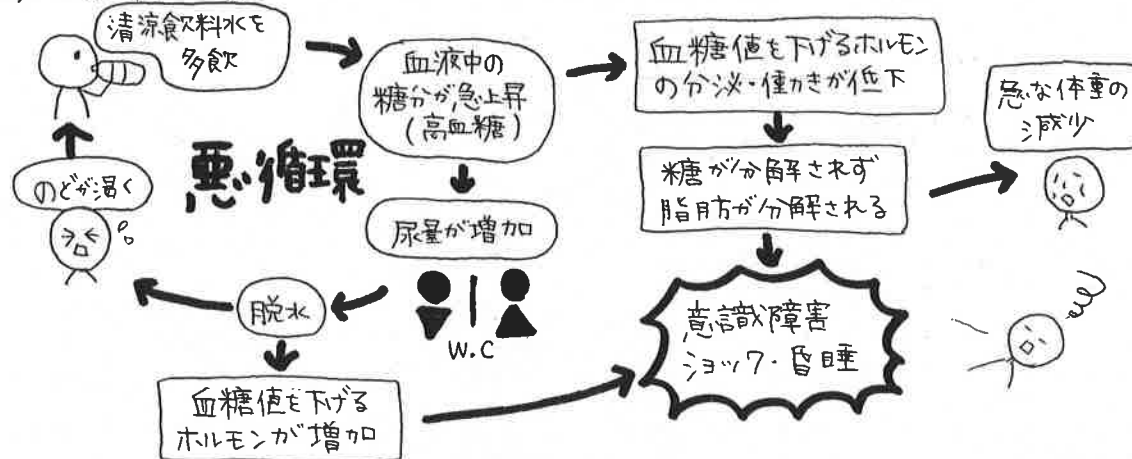 清涼飲料水を
多飲
血液中の
糖分が急上昇
(高血糖)
血糖値を下げるホルモン
の分泌・働きが低下
急な体重の
減少
悪循環
のどが渇く
糖が分解されず
脂肪が分解される
尿量が増加
脱水
W.C
意識障害
ショック・昏睡
血糖値を下げる
ホルモンが増加